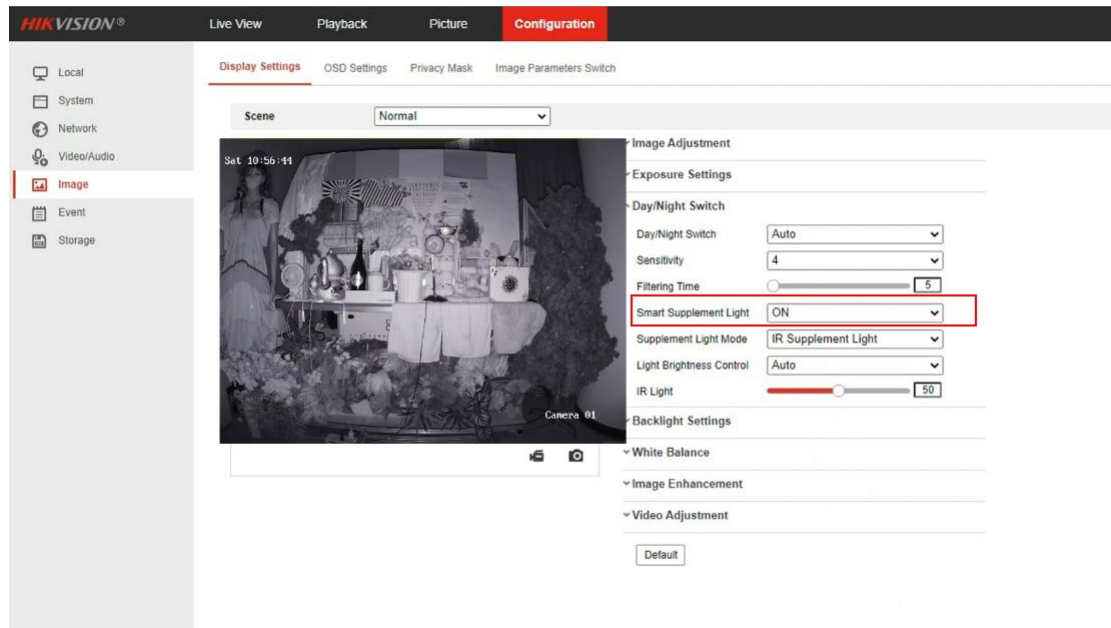 HIKVISION® Live View Playback Picture Configuration
Local
System
Network
Video/Audio
Image
Event
Storage
Display Settings OSD Settings Privacy Mask Image Parameters Switch
Scene Normal
Sat 10:56:44
Camera 01
Image Adjustment
Exposure Settings
Day/Night Switch
Day/Night Switch Auto
Sensitivity 4
Filtering Time 5
Smart Supplement Light ON
Supplement Light Mode IR Supplement Light
Light Brightness Control Auto
IR Light 50
Backlight Settings
White Balance
Image Enhancement
Video Adjustment
Default